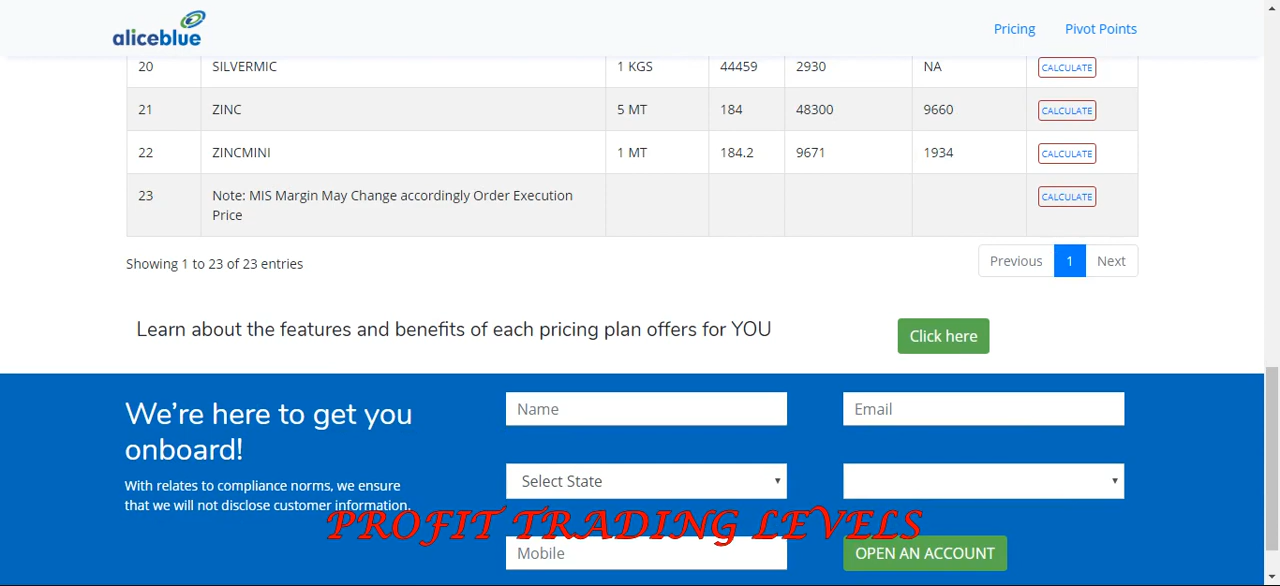 aliceblue
Pricing Pivot Points
20 SILVERMIC 1 KGS 44459 2930 NA CALCULATE
21 ZINC 5 MT 184 48300 9660 CALCULATE
22 ZINCMINI 1 MT 184.2 9671 1934 CALCULATE
23 Note: MIS Margin May Change accordingly Order Execution CALCULATE
Price
Showing 1 to 23 of 23 entries
Previous 1 Next
Learn about the features and benefits of each pricing plan offers for YOU
Click here
We're here to get you
onboard!
With relates to compliance norms, we ensure
that we will not disclose customer information.
Name
Email
Select State
PROFIT TRADING LEVELS
Mobile
OPEN AN ACCOUNT